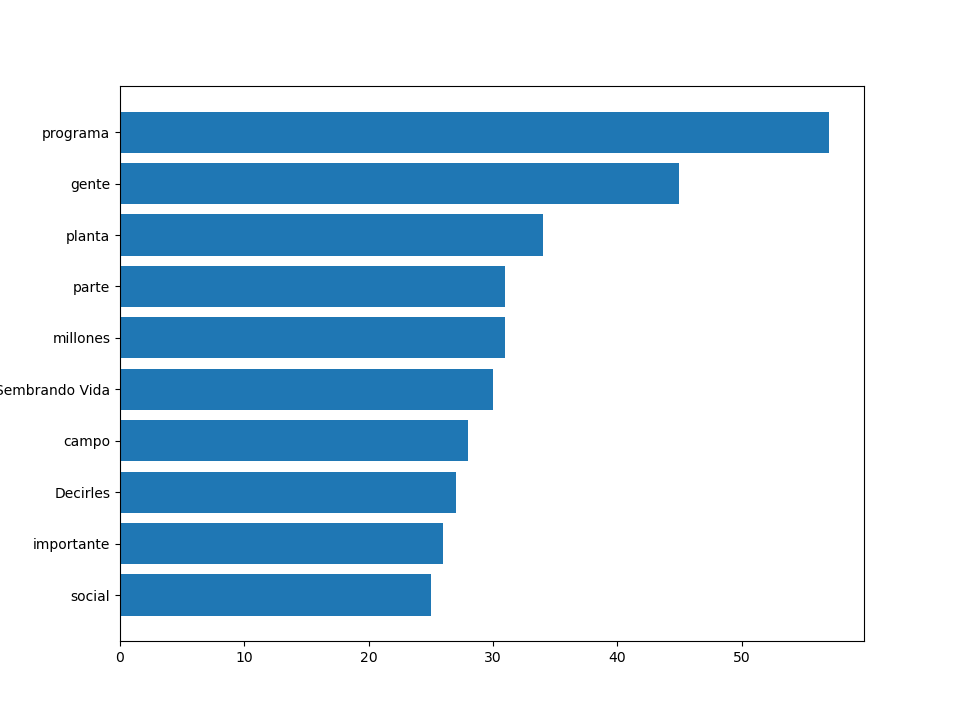 programa
gente
planta
parte
millones
Sembrando Vida
campo
Decirles
importante
social
0 10 20 30 40 50